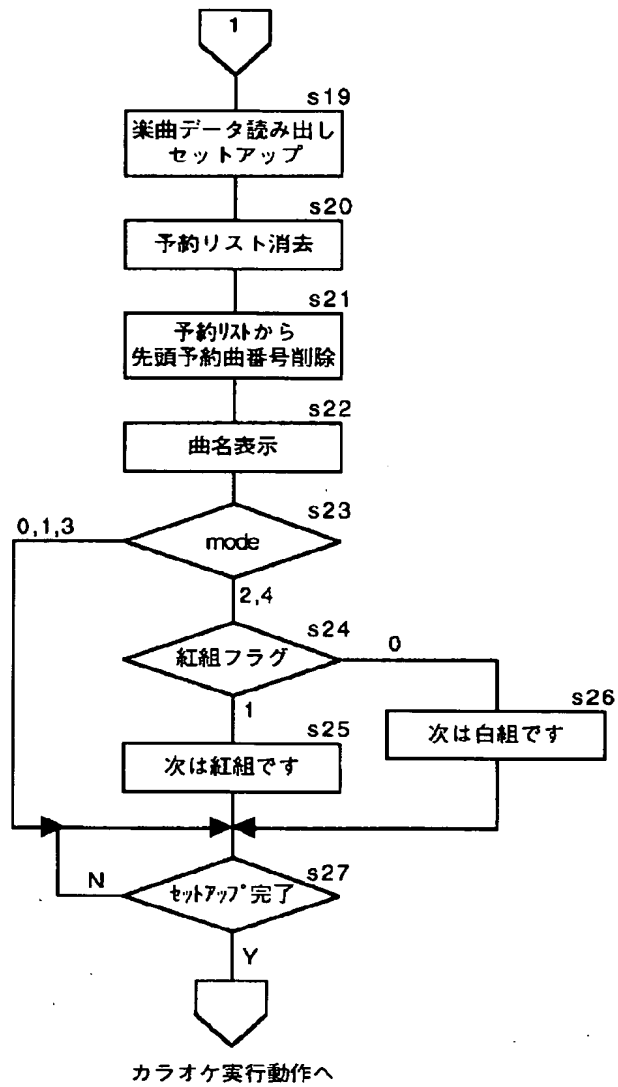 1
s19
楽曲データ読み出し
セットアップ
s20
予約リスト消去
s21
予約リストから
先頭予約曲番号削除
s22
曲名表示
s23
0,1,3
mode
2,4
s24
紅組フラグ
0
1
s25
次は紅組です
s26
次は白組です
s27
N
セットアップ完了
Y
カラオケ実行動作へ